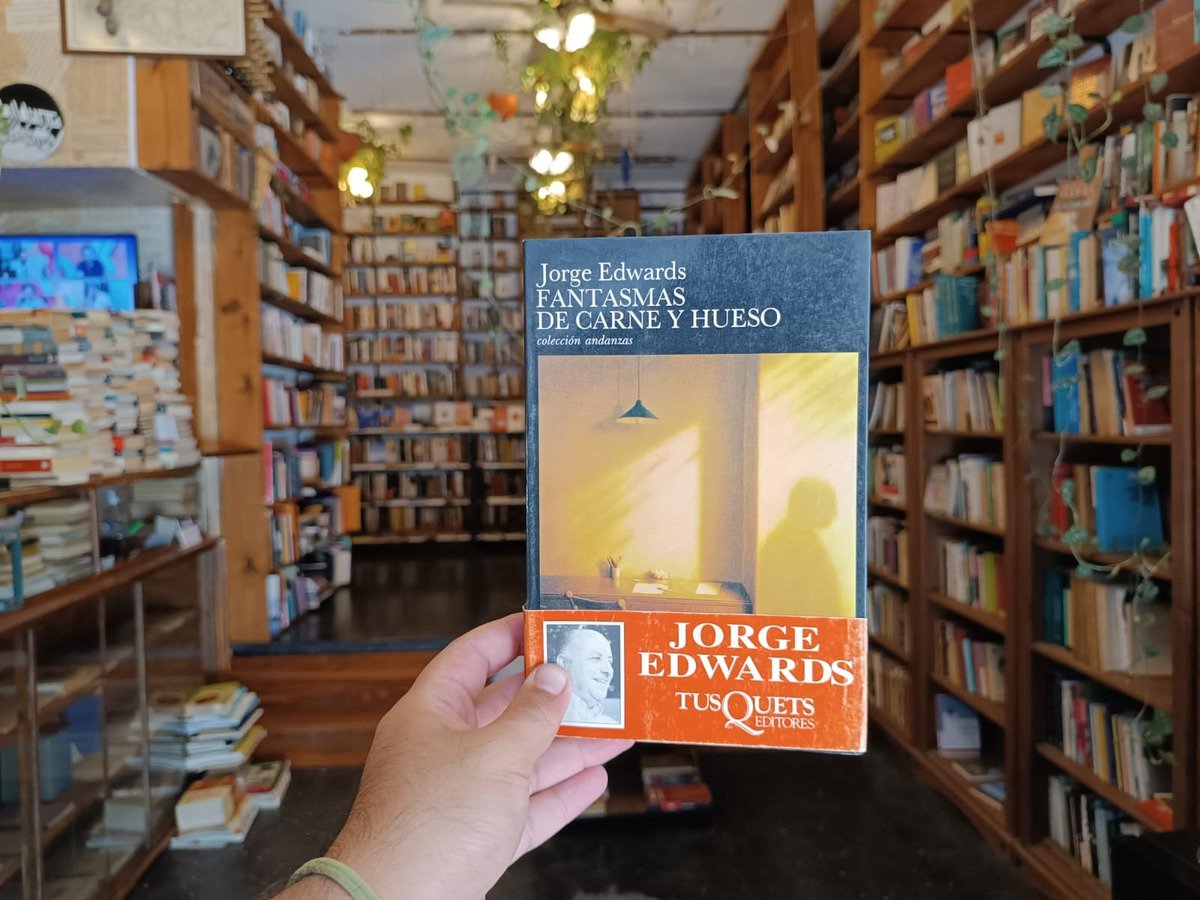 Jorge Edwards
FANTASMAS
DE CARNE Y HUESO
colección andanzas
JORGE
EDWARDS
TUSQUETS
EDITORES